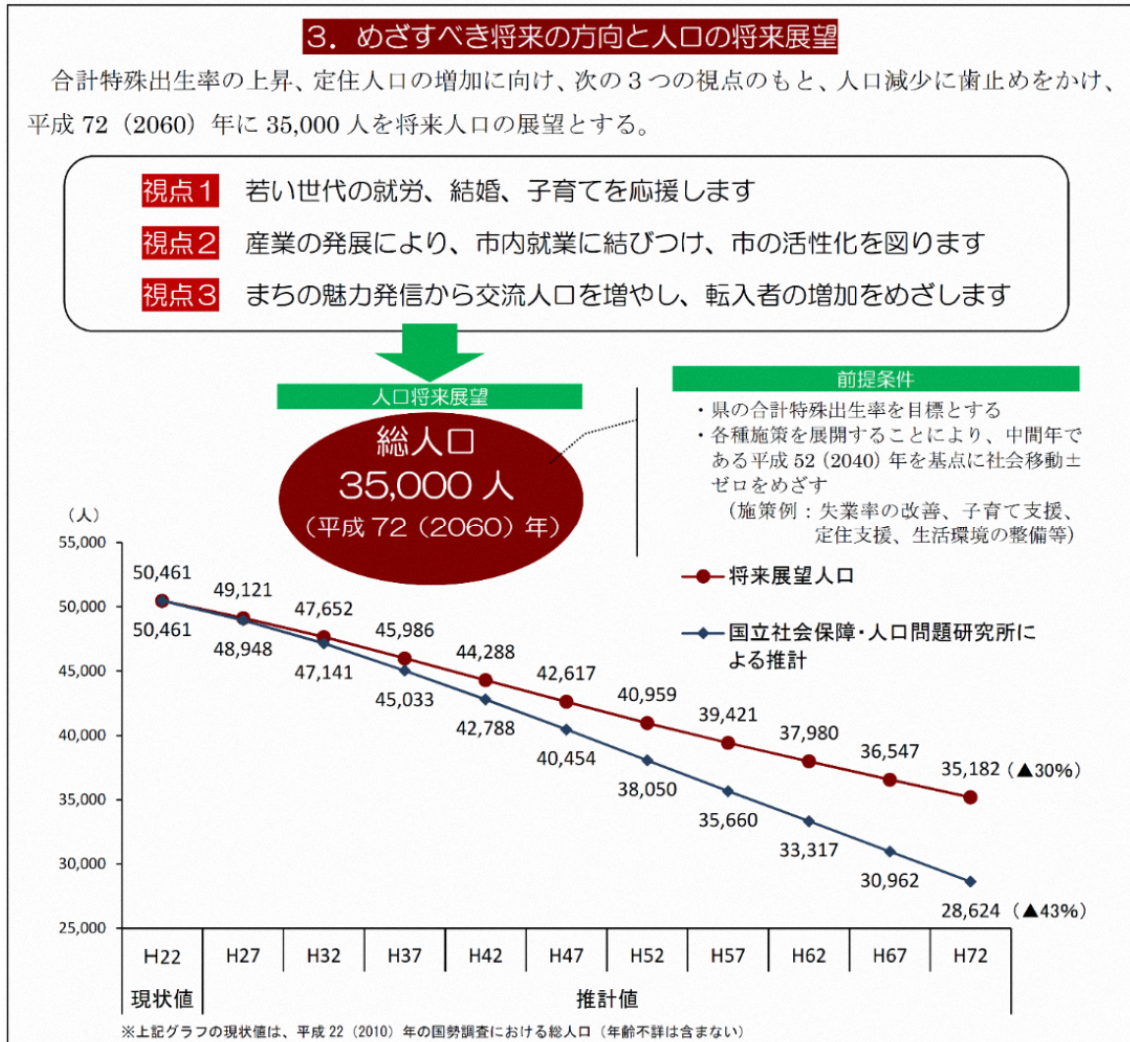 3．めざすべき将来の方向と人口の将来展望
合計特殊出生率の上昇、定住人口の増加に向け、次の3つの視点のもと、人口減少に歯止めをかけ、
平成 72（2060）年に 35,000 人を将来人口の展望とする。
視点1 若い世代の就労、結婚、子育てを応援します
視点2 産業の発展により、市内就業に結びつけ、市の活性化を図ります
視点3 まちの魅力発信から交流人口を増やし、転入者の増加をめざします
人口将来展望
総人口
35,000 人
（平成 72（2060）年）
前提条件
・県の合計特殊出生率を目標とする
・各種施策を展開することにより、中間年で
ある平成 52（2040）年を基点に社会移動±
ゼロをめざす
（施策例：失業率の改善、子育て支援、
定住支援、生活環境の整備等）
（人）
55,000
50,000
45,000
40,000
35,000
30,000
25,000
将来展望人口
国立社会保障・人口問題研究所に
よる推計
50,461
49,121
47,652
45,986
44,288
42,617
40,959
39,421
37,980
36,547
35,182（▲30%）
50,461
48,948
47,141
45,033
42,788
40,454
38,050
35,660
33,317
30,962
28,624（▲43%）
H22 H27 H32 H37 H42 H47 H52 H57 H62 H67 H72
現状値 推計値
※上記グラフの現状値は、平成 22（2010）年の国勢調査における総人口（年齢不詳は含まない）